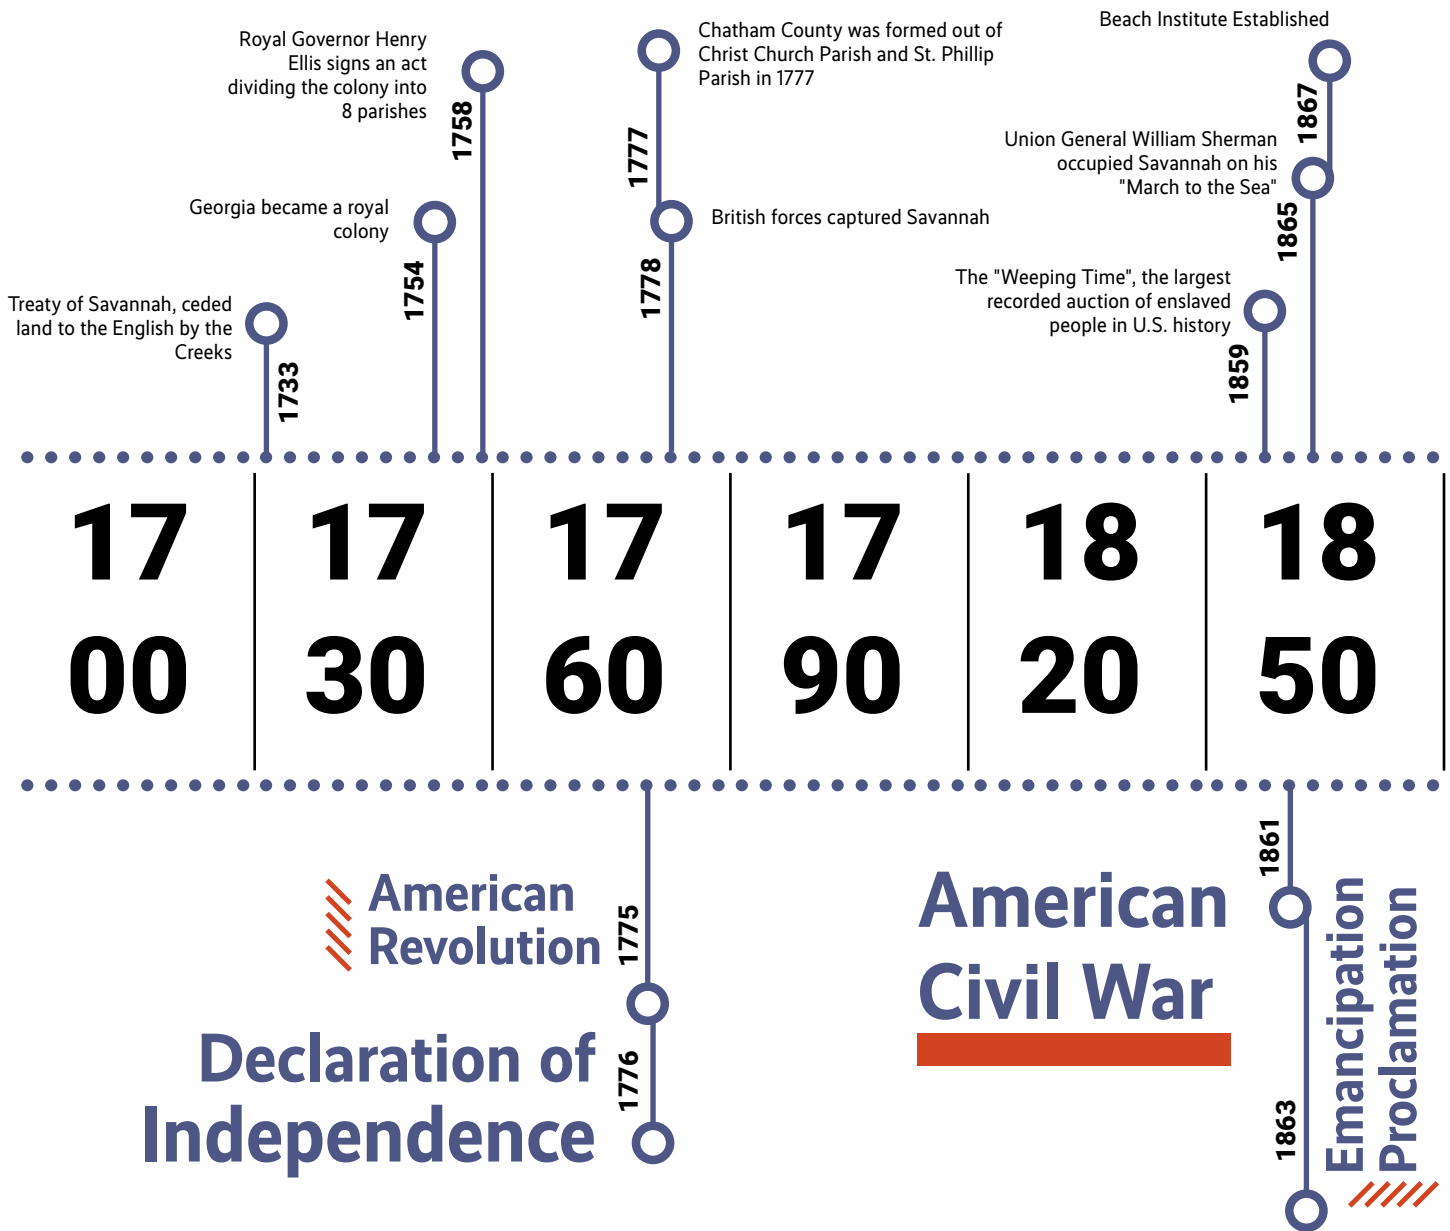 Royal Governor Henry
Ellis signs an act
dividing the colony into
8 parishes
1758
Chatham County was formed out of
Christ Church Parish and St. Phillip
Parish in 1777
1777
Beach Institute Established
1867
Union General William Sherman
occupied Savannah on his
"March to the Sea"
1865
Georgia became a royal
colony
1754
British forces captured Savannah
1778
The "Weeping Time", the largest
recorded auction of enslaved
people in U.S. history
1859
Treaty of Savannah, ceded
land to the English by the
Creeks
1733
17
00
17
30
17
60
17
90
18
20
18
50
American
Revolution
1775
Declaration of
Independence
1776
American
Civil War
1861
Emancipation
Proclamation
1863